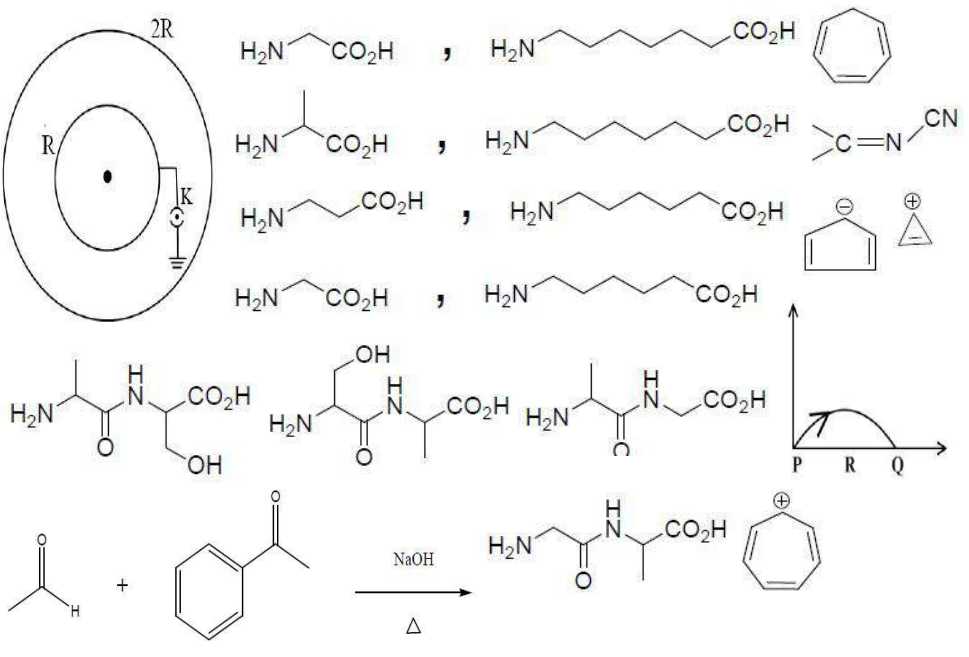 2R
R
K
H₂N CO₂H , H₂N CO₂H
H₂N CO₂H , H₂N CO₂H
C=N CN
H₂N CO₂H , H₂N CO₂H
⊖ ⊕
H₂N CO₂H , H₂N CO₂H
H₂N O H N CO₂H OH
OH H₂N O H N CO₂H
H₂N O H N CO₂H
P R Q
O H + O NaOH △
H₂N O H N CO₂H
⊕